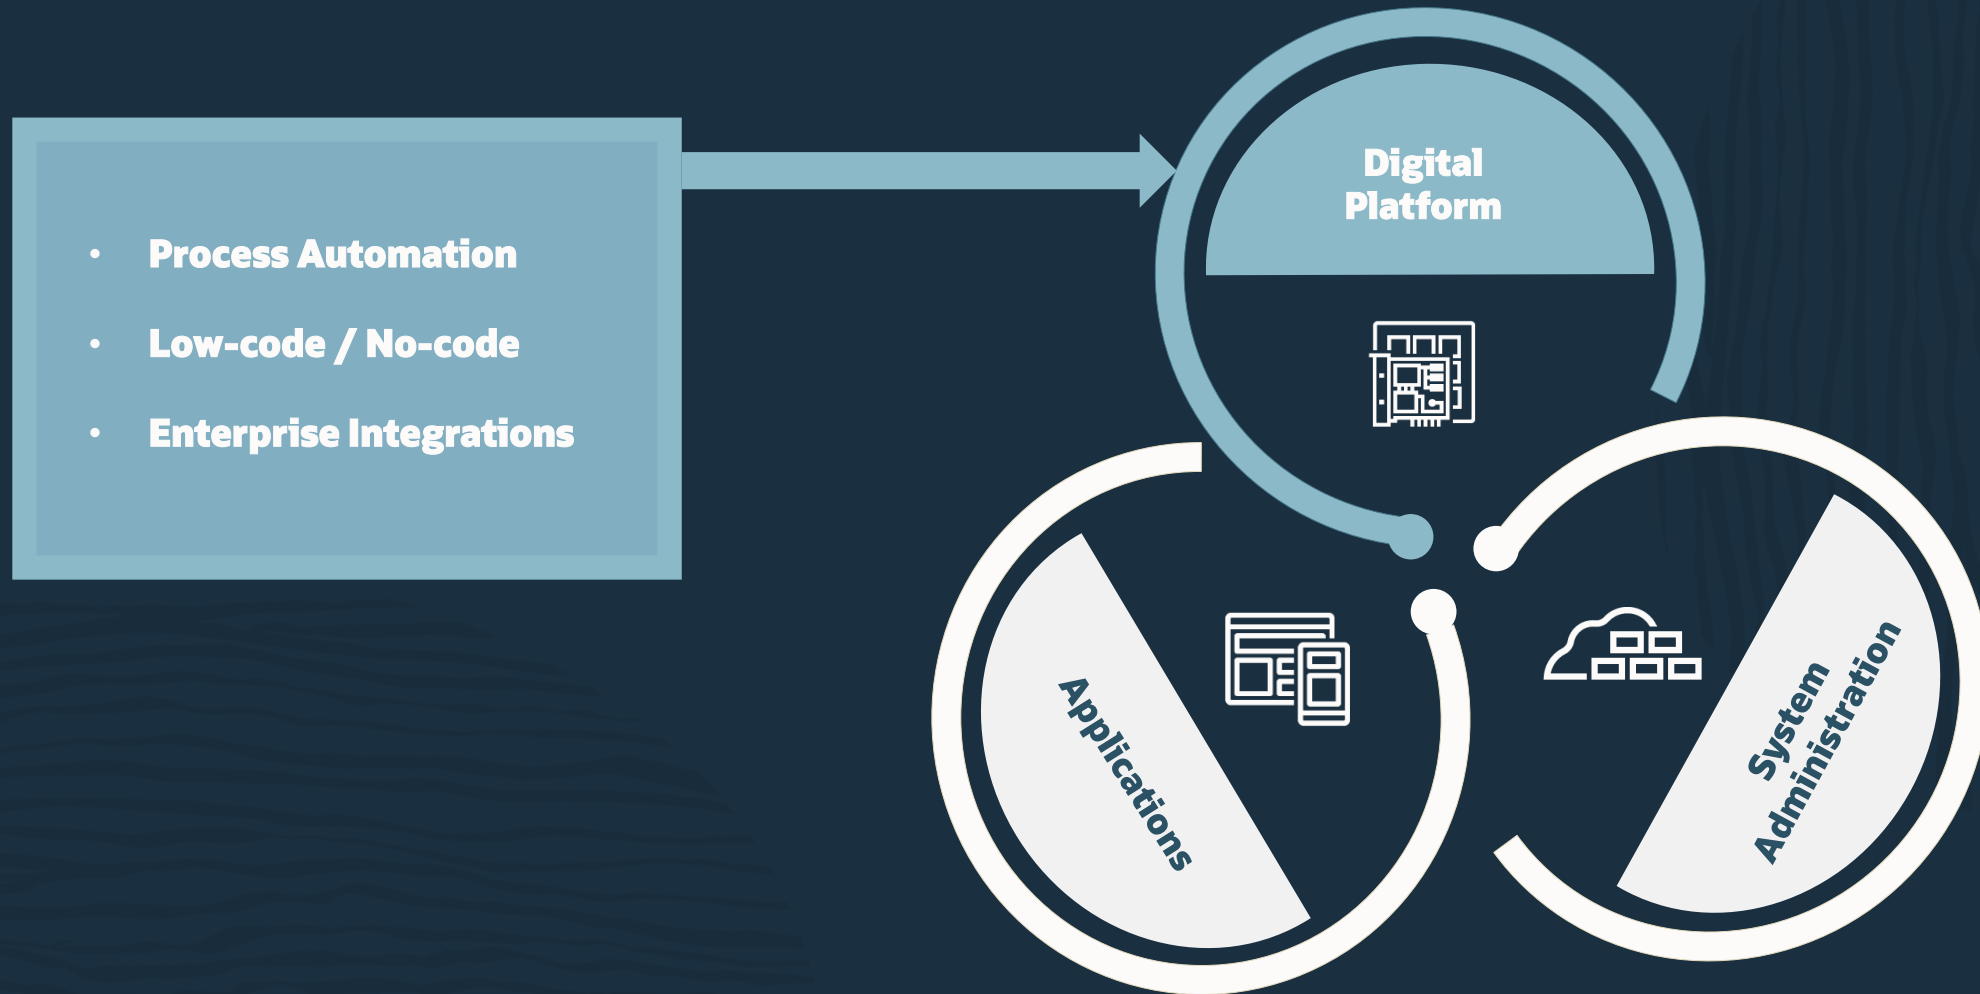 Digital
Platform
• Process Automation
• Low-code / No-code
• Enterprise Integrations
Applications
System
Administration